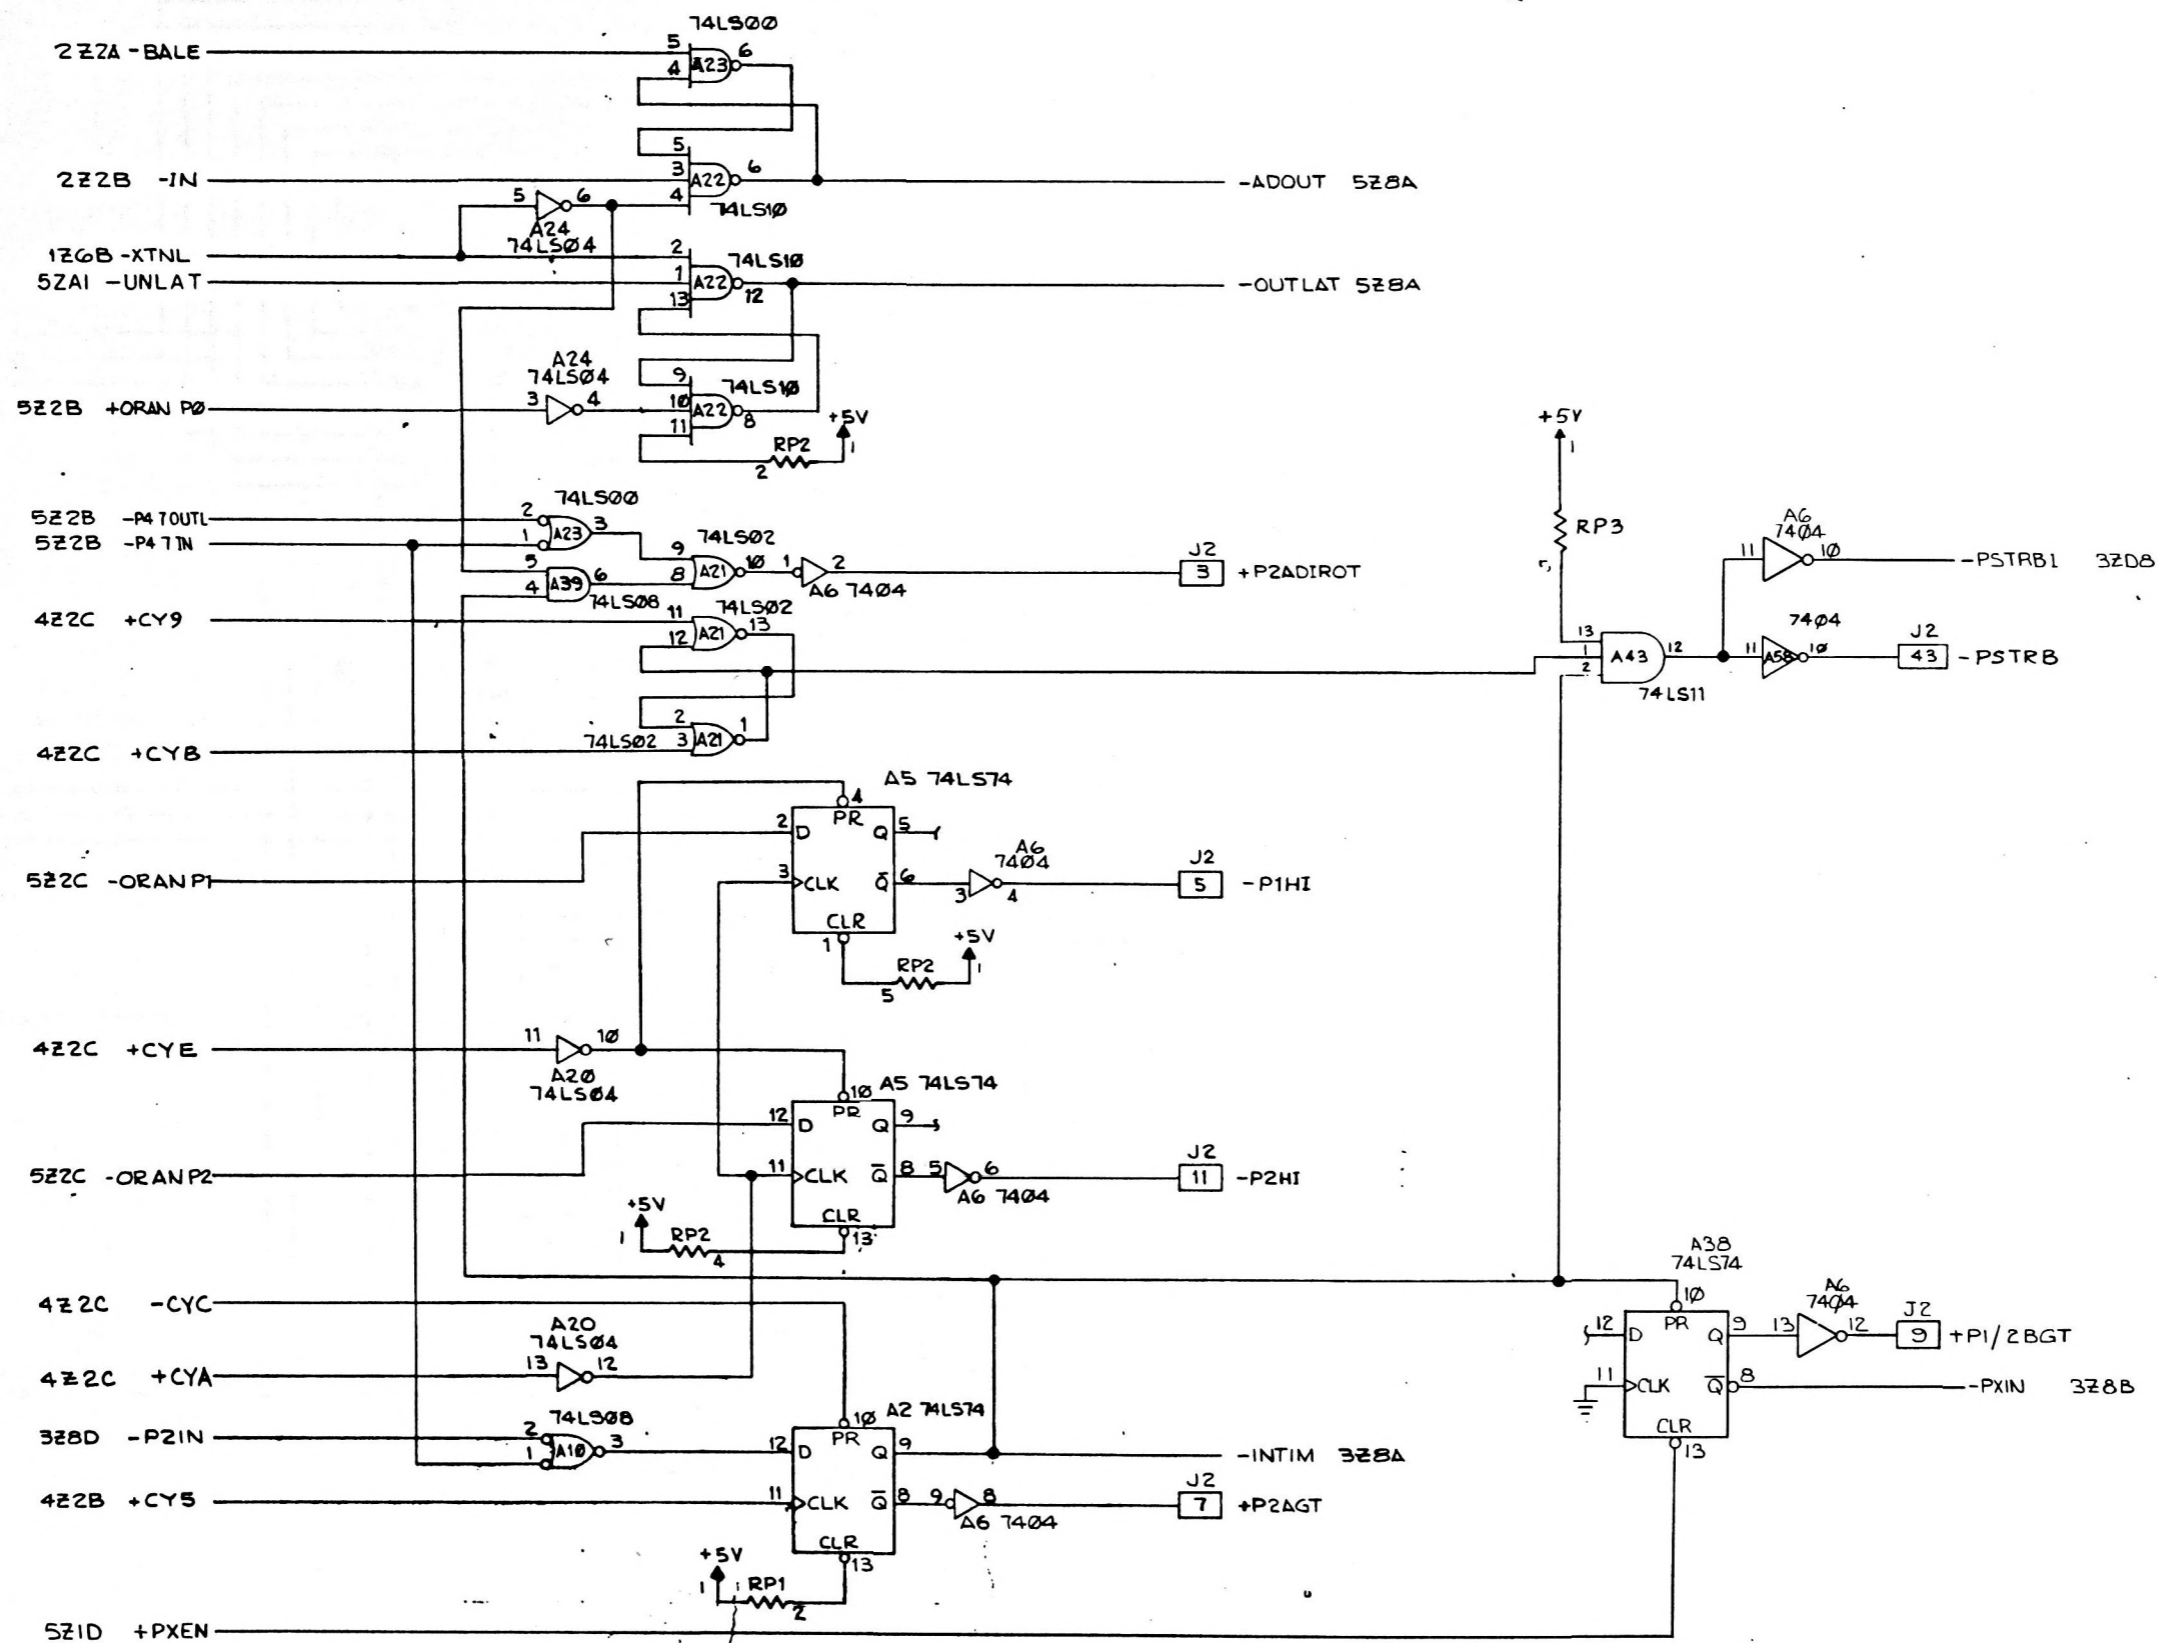 74LS00
2Z2A -BALE
5
4
A23
6
5
3
4
A22
6
74LS10
2Z2B -IN
-ADOUT 5Z8A
5
6
A24
74LS04
1Z6B -XTNL
5ZA1 -UNLAT
2
1
13
A22
12
74LS10
-OUTLAT 5Z8A
A24
74LS04
5Z2B +ORAN PØ
3
4
9
10
11
A22
8
74LS10
+5V
1
RP2
2
+5V
1
RP3
5Z2B -P47OUTL
5Z2B -P47IN
74LS00
2
1
A23
3
5
4
A39
6
74LS08
74LS02
9
8
A21
10
1
2
A6 7404
J2
3
+P2ADIROT
4Z2C +CY9
74LS02
11
12
A21
13
4Z2C +CYB
74LS02
2
3
A21
1
13
1
2
A43
12
74LS11
A6
7404
11
10
-PSTRB1 3ZD8
7404
11
A58
10
J2
43
-PSTRB
A5 74LS74
4
PR
2
D
Q
5
3
CLK
Q̅
6
CLR
1
5Z2C -ORANP1
A6
7404
3
4
J2
5
-P1HI
+5V
1
RP2
5
4Z2C +CYE
11
10
A20
74LS04
A5 74LS74
10
PR
12
D
Q
9
11
CLK
Q̅
8
CLR
13
5Z2C -ORANP2
5
6
A6 7404
J2
11
-P2HI
+5V
1
RP2
4
4Z2C -CYC
A20
74LS04
4Z2C +CYA
13
12
74LS08
3Z8D -P2IN
2
1
A10
3
4Z2B +CY5
A2 74LS74
10
PR
12
D
Q
9
11
CLK
Q̅
8
CLR
13
-INTIM 3Z8A
9
8
A6 7404
J2
7
+P2AGT
+5V
1
RP1
2
A38
74LS74
10
PR
12
D
Q
9
11
CLK
Q̅
8
CLR
13
A6
7404
13
12
J2
9
+P1/2BGT
-PXIN 3Z8B
5Z1D +PXEN